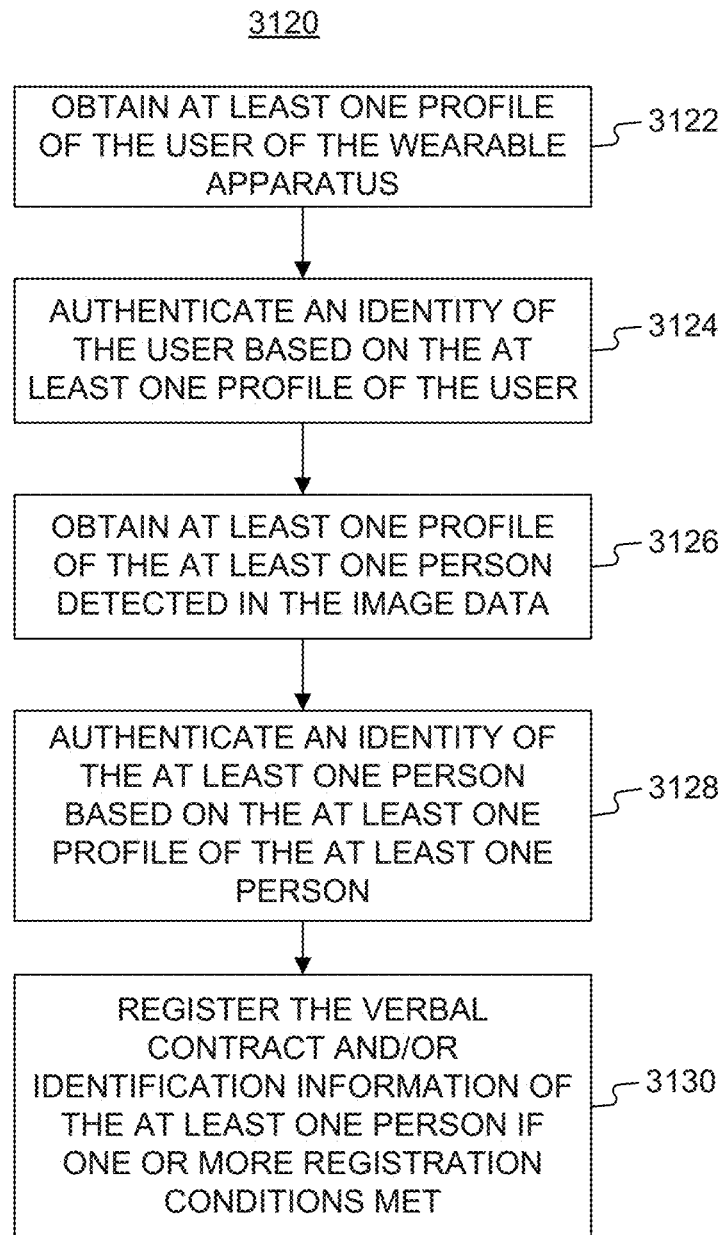 3120
OBTAIN AT LEAST ONE PROFILE
OF THE USER OF THE WEARABLE
APPARATUS
3122
AUTHENTICATE AN IDENTITY OF
THE USER BASED ON THE AT
LEAST ONE PROFILE OF THE USER
3124
OBTAIN AT LEAST ONE PROFILE
OF THE AT LEAST ONE PERSON
DETECTED IN THE IMAGE DATA
3126
AUTHENTICATE AN IDENTITY OF
THE AT LEAST ONE PERSON
BASED ON THE AT LEAST ONE
PROFILE OF THE AT LEAST ONE
PERSON
3128
REGISTER THE VERBAL
CONTRACT AND/OR
IDENTIFICATION INFORMATION OF
THE AT LEAST ONE PERSON IF
ONE OR MORE REGISTRATION
CONDITIONS MET
3130